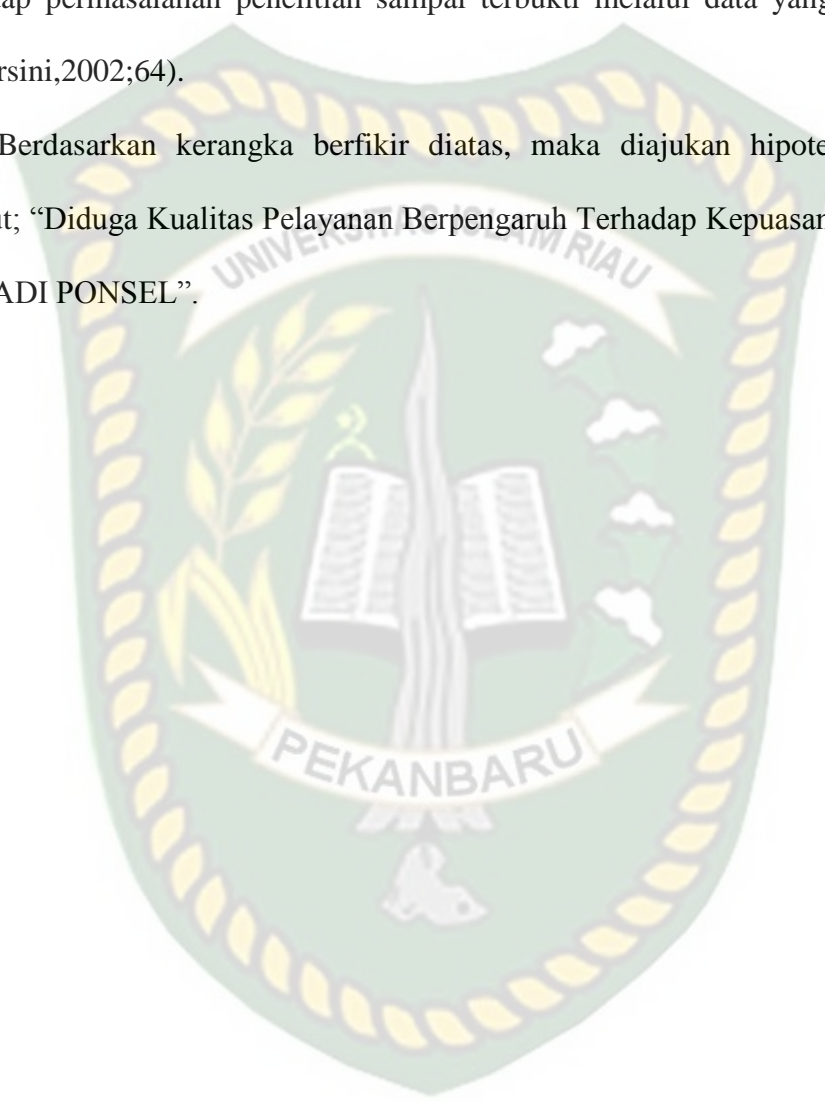 ap permasalahan penelitian sampai terbukti melalui data yang
rsini,2002;64).
Berdasarkan kerangka berfikir diatas, maka diajukan hipote
ut; “Diduga Kualitas Pelayanan Berpengaruh Terhadap Kepuasan
ADI PONSEL”.
UNIVERSITAS ISLAM RIAU
PEKANBARU